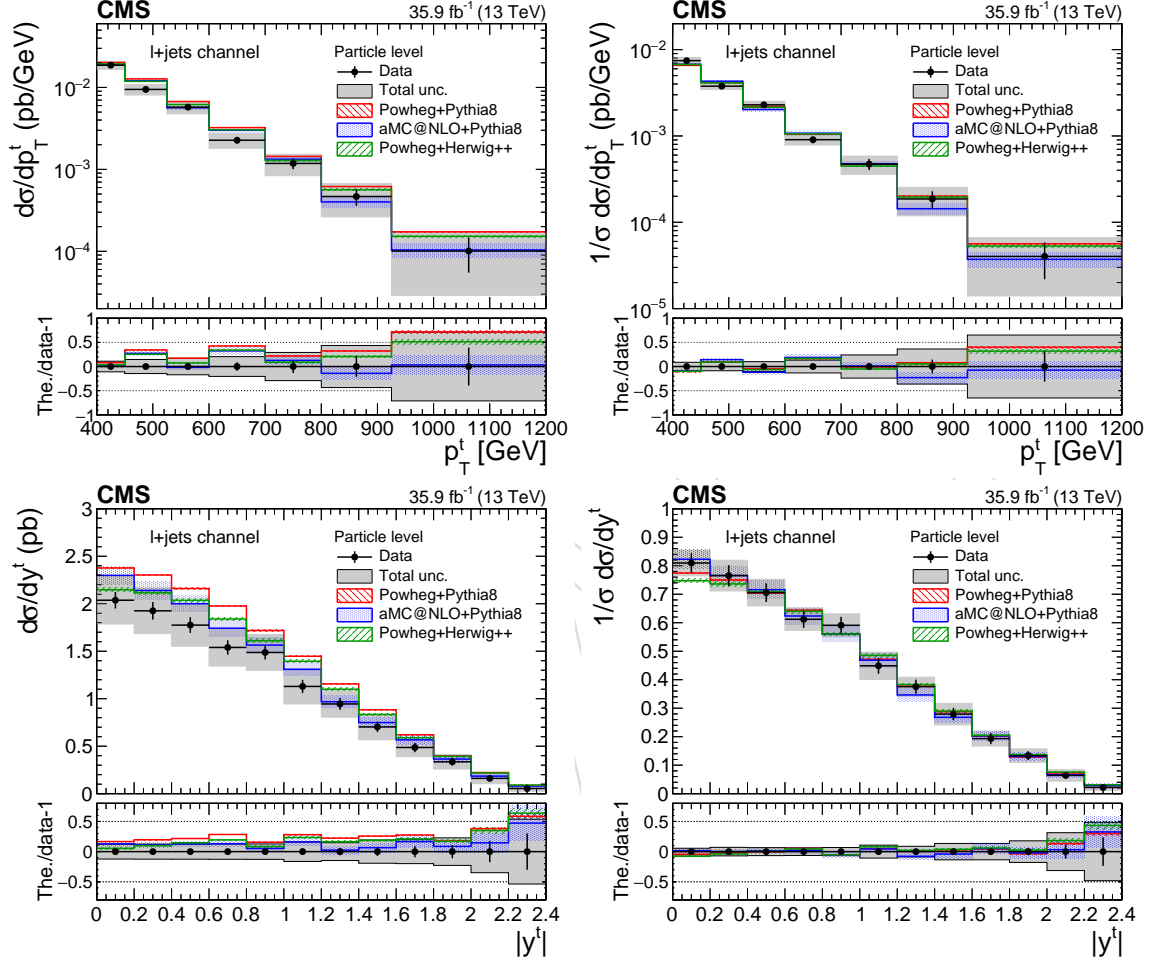 CMS 35.9 fb⁻¹ (13 TeV)
l+jets channel
Particle level
Data
Total unc.
Powheg+Pythia8
aMC@NLO+Pythia8
Powheg+Herwig++
dσ/dp_T^t (pb/GeV)
10⁻²
10⁻³
10⁻⁴
The./data-1
1
0.5
0
−0.5
−1
400 500 600 700 800 900 1000 1100 1200
p_T^t [GeV]
CMS 35.9 fb⁻¹ (13 TeV)
l+jets channel
Particle level
Data
Total unc.
Powheg+Pythia8
aMC@NLO+Pythia8
Powheg+Herwig++
1/σ dσ/dp_T^t (pb/GeV)
10⁻²
10⁻³
10⁻⁴
10⁻⁵
The./data-1
1
0.5
0
−0.5
−1
400 500 600 700 800 900 1000 1100 1200
p_T^t [GeV]
CMS 35.9 fb⁻¹ (13 TeV)
l+jets channel
Particle level
Data
Total unc.
Powheg+Pythia8
aMC@NLO+Pythia8
Powheg+Herwig++
dσ/dy^t (pb)
3
2.5
2
1.5
1
0.5
0
The./data-1
0.5
0
−0.5
0 0.2 0.4 0.6 0.8 1 1.2 1.4 1.6 1.8 2 2.2 2.4
|y^t|
CMS 35.9 fb⁻¹ (13 TeV)
l+jets channel
Particle level
Data
Total unc.
Powheg+Pythia8
aMC@NLO+Pythia8
Powheg+Herwig++
1/σ dσ/dy^t
1
0.9
0.8
0.7
0.6
0.5
0.4
0.3
0.2
0.1
0
The./data-1
0.5
0
−0.5
0 0.2 0.4 0.6 0.8 1 1.2 1.4 1.6 1.8 2 2.2 2.4
|y^t|